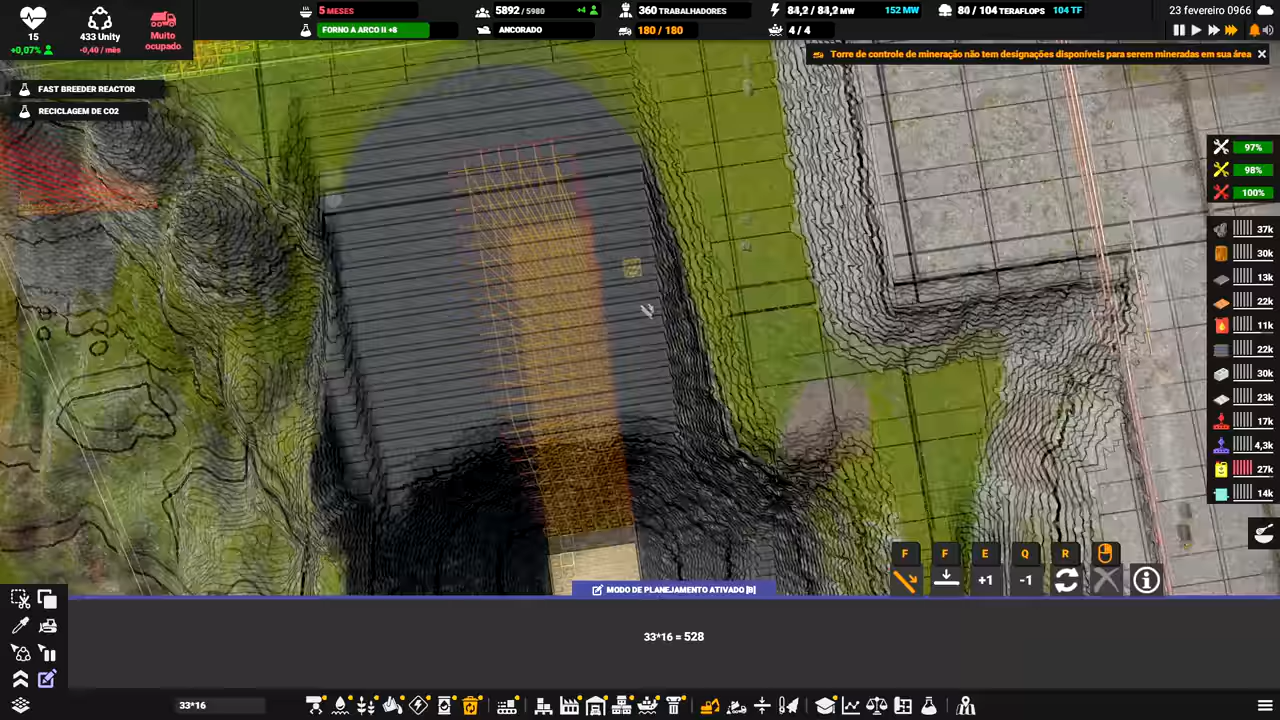 15
+0,07%
433 Unity
-0,40 / mês
Muito
ocupado
5 MESES
FORNO A ARCO II +6
5892 / 5980
+4
ANCORADO
360 TRABALHADORES
180 / 180
84,2 / 84,2 MW
152 MW
4 / 4
80 / 104 TERAFLOPS
104 TF
23 fevereiro 0966
Torre de controle de mineração não tem designações disponíveis para serem mineradas em sua área
FAST BREEDER REACTOR
RECICLAGEM DE CO2
97%
98%
100%
37k
30k
13k
22k
11k
22k
30k
23k
17k
4,3k
27k
14k
F
F
E
Q
R
+1
-1
MODO DE PLANEJAMENTO ATIVADO [B]
33*16 = 528
33*16